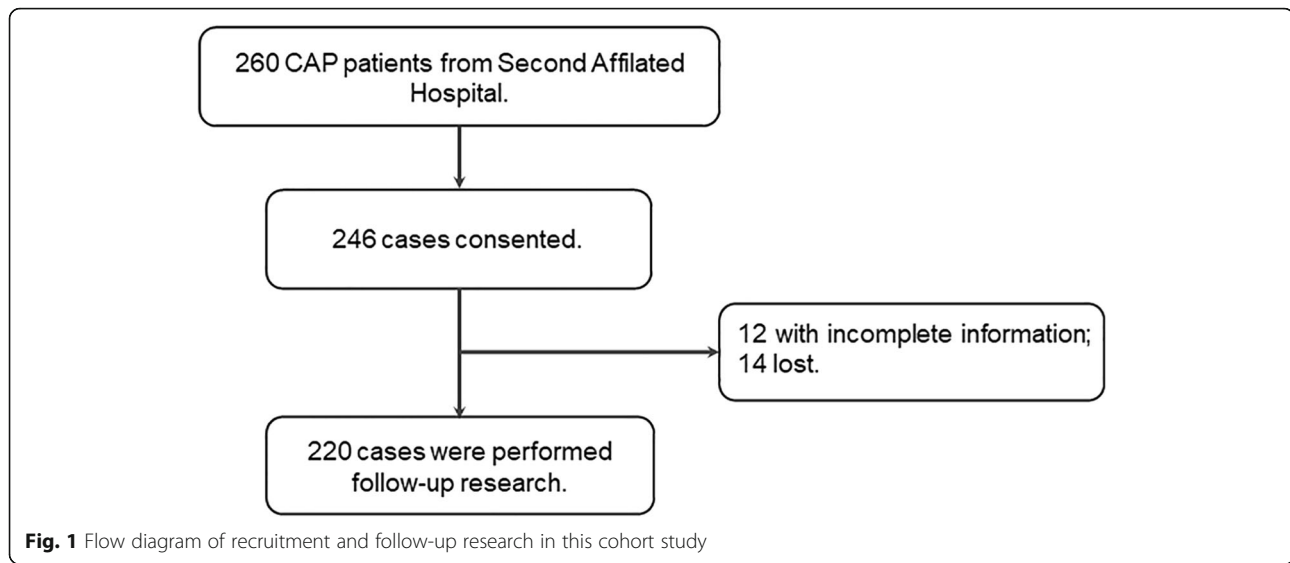 260 CAP patients from Second Affilated
Hospital.
246 cases consented.
12 with incomplete information;
14 lost.
220 cases were performed
follow-up research.
Fig. 1 Flow diagram of recruitment and follow-up research in this cohort study